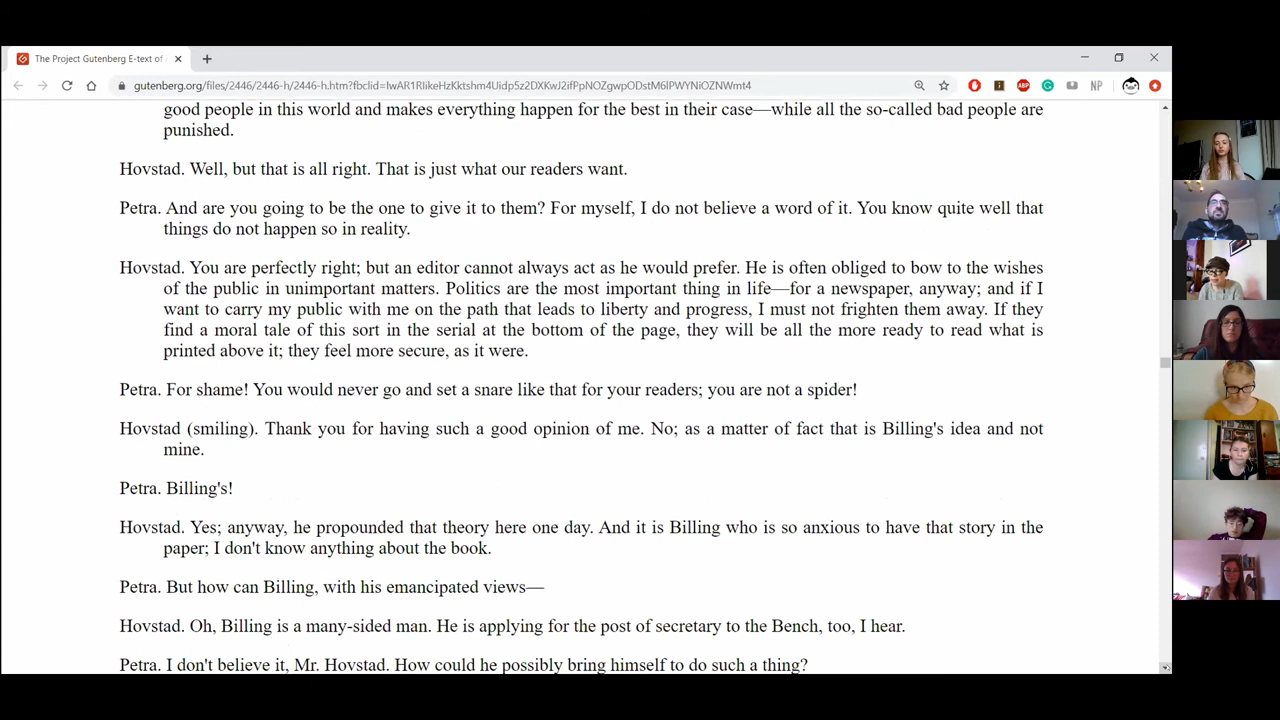 The Project Gutenberg E-text of
gutenberg.org/files/2446/2446-h/2446-h.htm?fbclid=IwAR1RIikeHzKktshm4Uidp5z2DXKwJ2ifPpNOZgwpODstM6lPWYNiOZNWmt4
ABP
NP
good people in this world and makes everything happen for the best in their case—while all the so-called bad people are
punished.
Hovstad. Well, but that is all right. That is just what our readers want.
Petra. And are you going to be the one to give it to them? For myself, I do not believe a word of it. You know quite well that
things do not happen so in reality.
Hovstad. You are perfectly right; but an editor cannot always act as he would prefer. He is often obliged to bow to the wishes
of the public in unimportant matters. Politics are the most important thing in life—for a newspaper, anyway; and if I
want to carry my public with me on the path that leads to liberty and progress, I must not frighten them away. If they
find a moral tale of this sort in the serial at the bottom of the page, they will be all the more ready to read what is
printed above it; they feel more secure, as it were.
Petra. For shame! You would never go and set a snare like that for your readers; you are not a spider!
Hovstad (smiling). Thank you for having such a good opinion of me. No; as a matter of fact that is Billing's idea and not
mine.
Petra. Billing's!
Hovstad. Yes; anyway, he propounded that theory here one day. And it is Billing who is so anxious to have that story in the
paper; I don't know anything about the book.
Petra. But how can Billing, with his emancipated views—
Hovstad. Oh, Billing is a many-sided man. He is applying for the post of secretary to the Bench, too, I hear.
Petra. I don't believe it, Mr. Hovstad. How could he possibly bring himself to do such a thing?